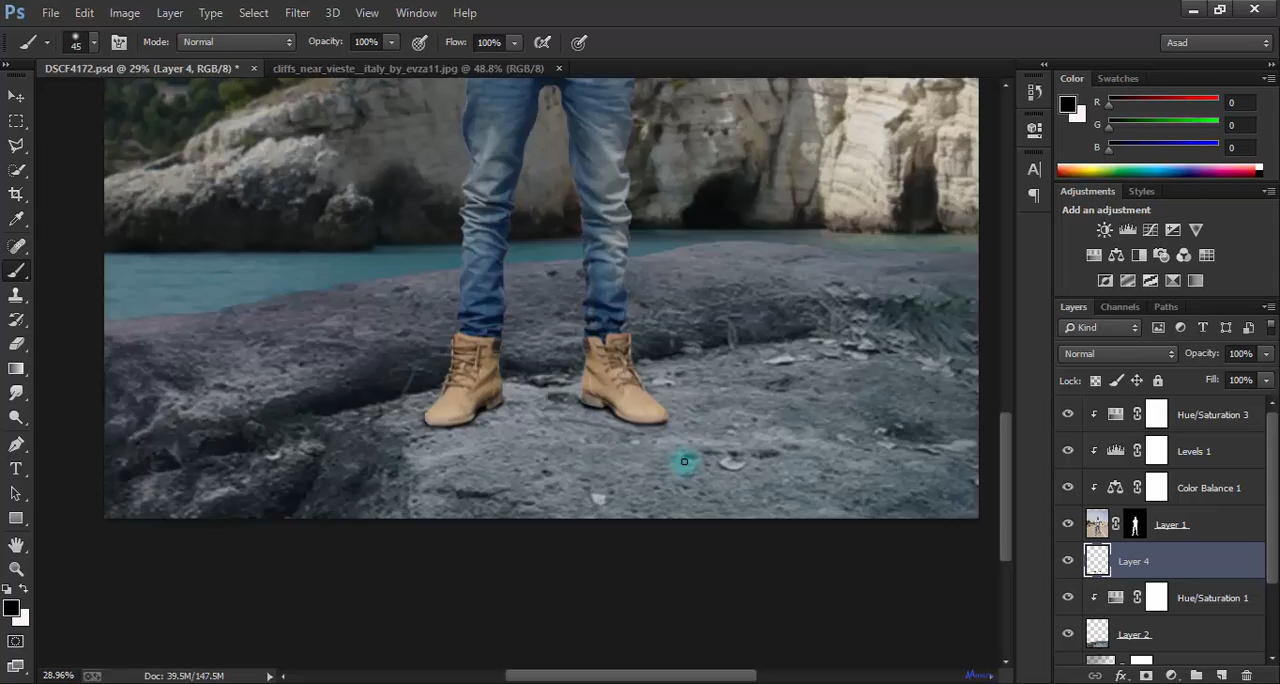 Ps File Edit Image Layer Type Select Filter 3D View Window Help
45 Mode: Normal Opacity: 100% Flow: 100% Asad
DSCF4172.psd @ 29% (Layer 4, RGB/8) * × cliffs_near_vieste__italy_by_evza11.jpg @ 48.8% (RGB/8) ×
Color Swatches
R 0
G 0
B 0
Adjustments Styles
Add an adjustment
Layers Channels Paths
Kind
Normal Opacity: 100%
Lock: Fill: 100%
Hue/Saturation 3
Levels 1
Color Balance 1
Layer 1
Layer 4
Hue/Saturation 1
Layer 2
28.96% Doc: 39.5M/147.5M